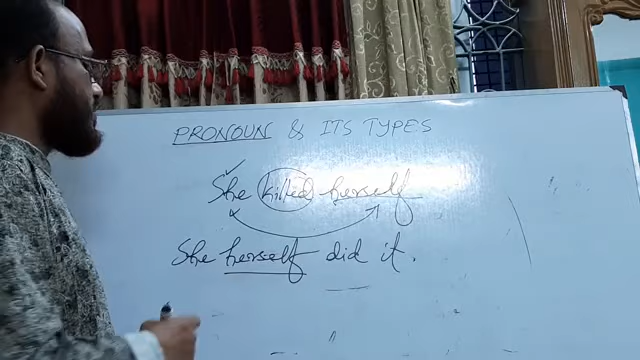 PRONOUN & ITS TYPES
She killed herself
She herself did it.